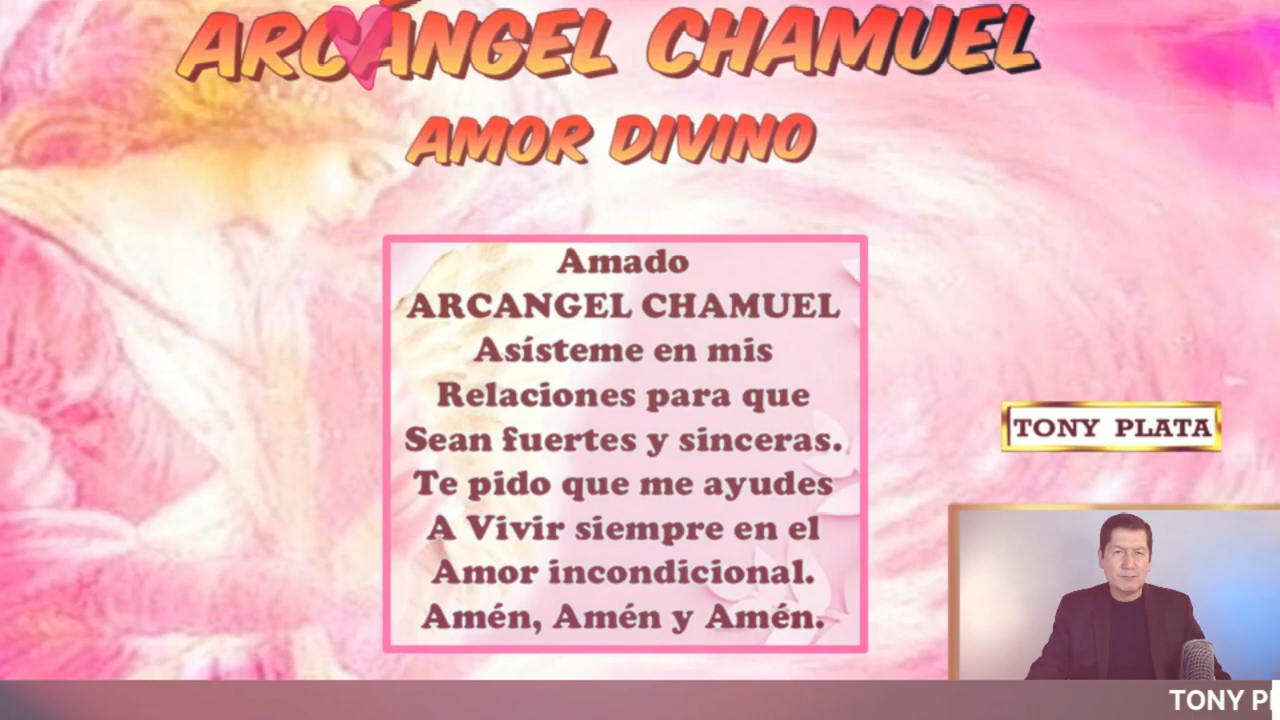 ARCÁNGEL CHAMUEL
AMOR DIVINO
Amado
ARCANGEL CHAMUEL
Asísteme en mis
Relaciones para que
Sean fuertes y sinceras.
Te pido que me ayudes
A Vivir siempre en el
Amor incondicional.
Amén, Amén y Amén.
TONY PLATA
TONY